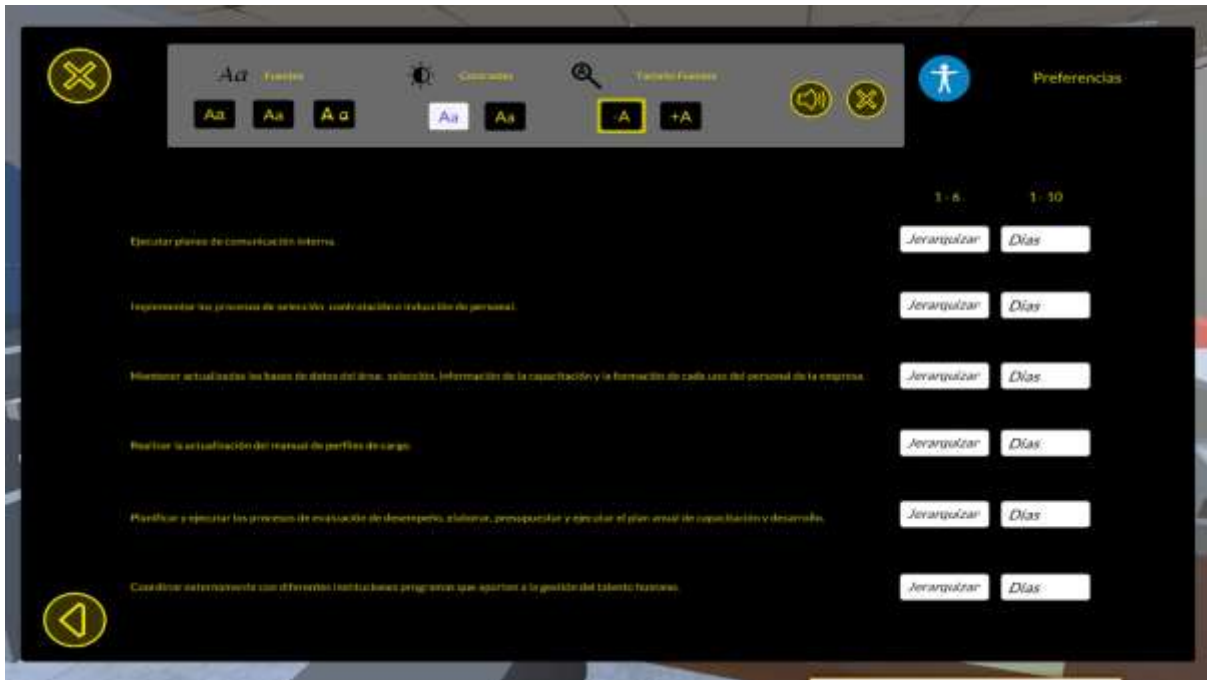 Aa Fuentes
Contrastes
Tamaño Fuentes
Preferencias
Aa Aa A a
Aa Aa
-A +A
1 - 6 1 - 10
Ejecutar planes de comunicación interna. Jerarquizar Días
Implementar los procesos de selección, contratación e inducción de personal. Jerarquizar Días
Mantener actualizadas las bases de datos del área: selección, información de la capacitación y la formación de cada uno del personal de la empresa. Jerarquizar Días
Realizar la actualización del manual de perfiles de cargo. Jerarquizar Días
Planificar y ejecutar los procesos de evaluación de desempeño, elaborar, presupuestar y ejecutar el plan anual de capacitación y desarrollo. Jerarquizar Días
Coordinar externamente con diferentes instituciones programas que aporten a la gestión del talento humano. Jerarquizar Días